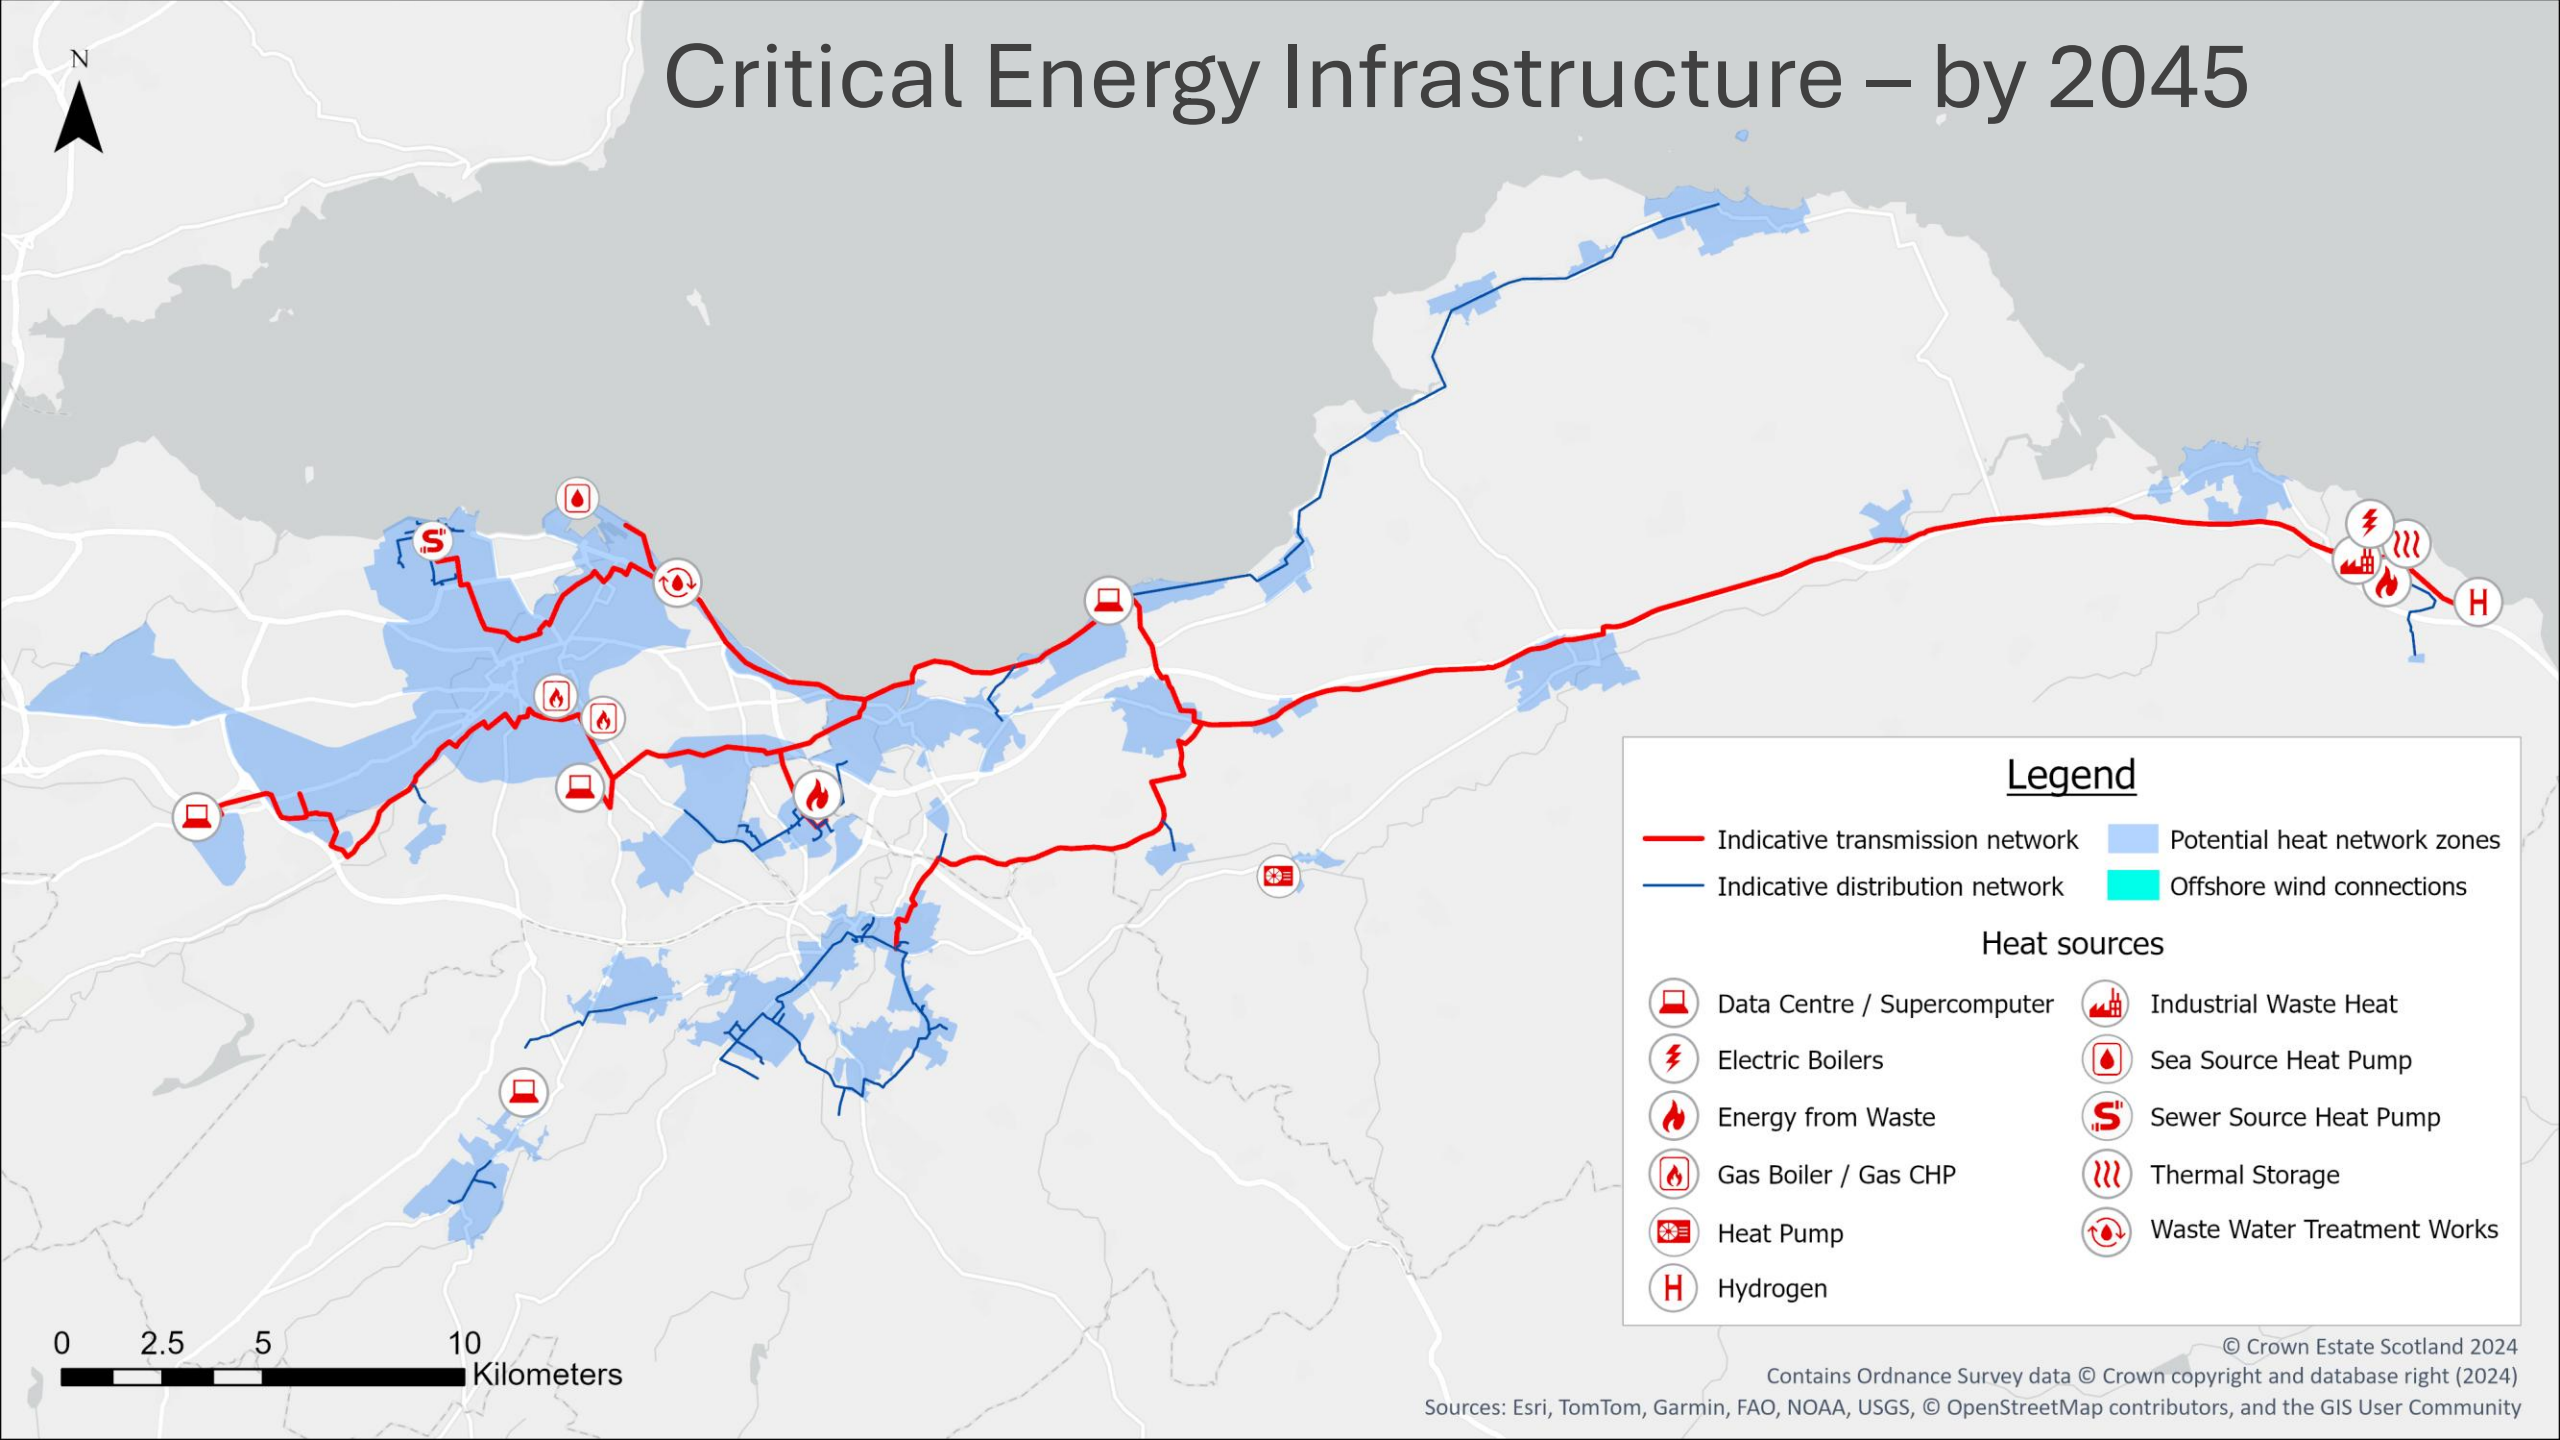 Critical Energy Infrastructure – by 2045
N
S
H
Legend
Indicative transmission network
Potential heat network zones
Indicative distribution network
Offshore wind connections
Heat sources
Data Centre / Supercomputer
Industrial Waste Heat
Electric Boilers
Sea Source Heat Pump
Energy from Waste
S
Sewer Source Heat Pump
Gas Boiler / Gas CHP
Thermal Storage
Heat Pump
Waste Water Treatment Works
H
Hydrogen
0 2.5 5 10
Kilometers
© Crown Estate Scotland 2024
Contains Ordnance Survey data © Crown copyright and database right (2024)
Sources: Esri, TomTom, Garmin, FAO, NOAA, USGS, © OpenStreetMap contributors, and the GIS User Community